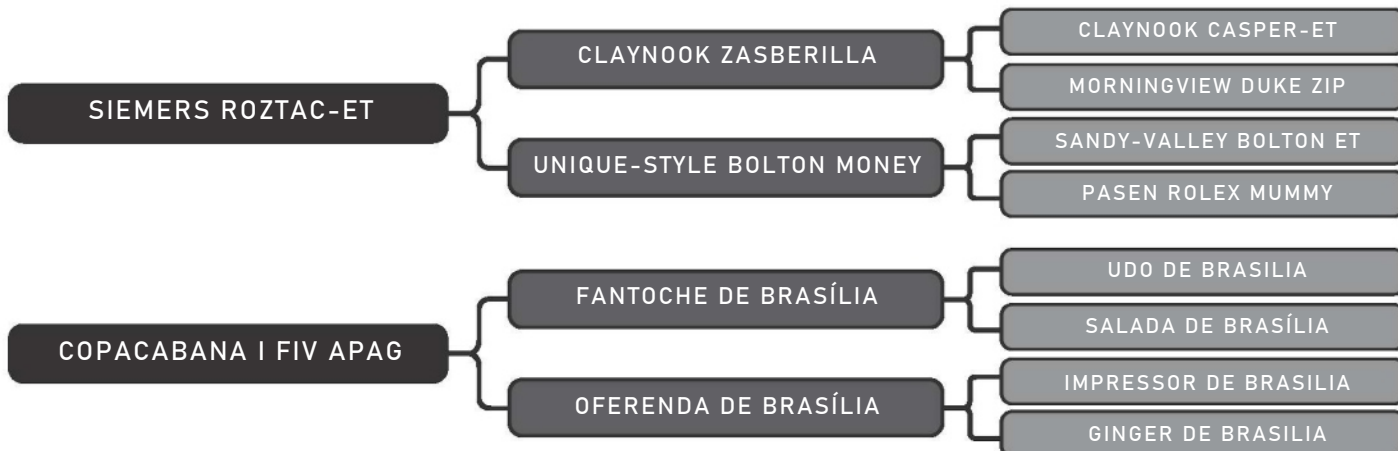 SIEMERS ROZTAC-ET
CLAYNOOK ZASBERILLA
CLAYNOOK CASPER-ET
MORNINGVIEW DUKE ZIP
UNIQUE-STYLE BOLTON MONEY
SANDY-VALLEY BOLTON ET
PASEN ROLEX MUMMY
COPACABANA I FIV APAG
FANTOCHE DE BRASÍLIA
UDO DE BRASILIA
SALADA DE BRASÍLIA
OFERENDA DE BRASÍLIA
IMPRESSOR DE BRASILIA
GINGER DE BRASILIA